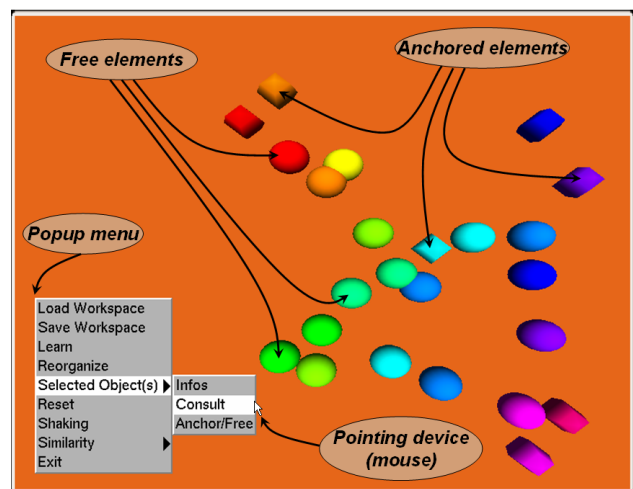 Free elements
Anchored elements
Popup menu
Load Workspace
Save Workspace
Learn
Reorganize
Selected Object(s)
Reset
Shaking
Similarity
Exit
Infos
Consult
Anchor/Free
Pointing device
(mouse)